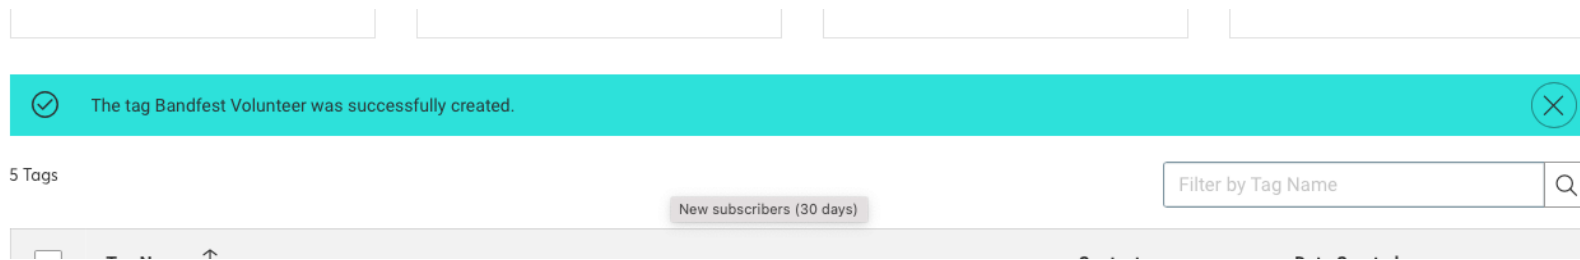 The tag Bandfest Volunteer was successfully created.
5 Tags
Filter by Tag Name
New subscribers (30 days)